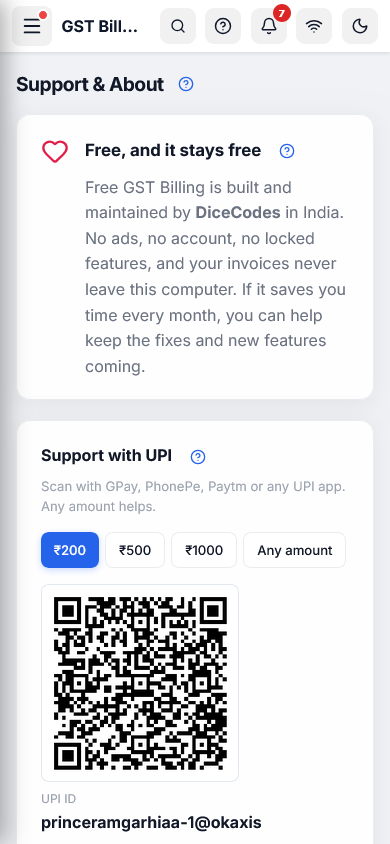 GST Bill...
7
Support & About
Free, and it stays free
Free GST Billing is built and
maintained by DiceCodes in India.
No ads, no account, no locked
features, and your invoices never
leave this computer. If it saves you
time every month, you can help
keep the fixes and new features
coming.
Support with UPI
Scan with GPay, PhonePe, Paytm or any UPI app.
Any amount helps.
₹200 ₹500 ₹1000 Any amount
UPI ID
princeramgarhiaa-1@okaxis